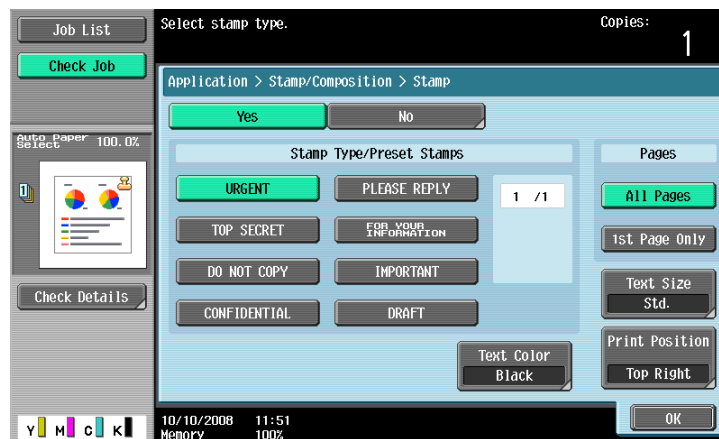 Job List
Check Job
Select stamp type.
Copies:
1
Application > Stamp/Composition > Stamp
Yes
No
Auto Paper
Select
100.0%
1
Stamp Type/Preset Stamps
URGENT
PLEASE REPLY
TOP SECRET
FOR YOUR
INFORMATION
DO NOT COPY
IMPORTANT
CONFIDENTIAL
DRAFT
1 /1
Pages
All Pages
1st Page Only
Check Details
Text Size
Std.
Text Color
Black
Print Position
Top Right
Y M C K
10/10/2008 11:51
Memory 100%
OK